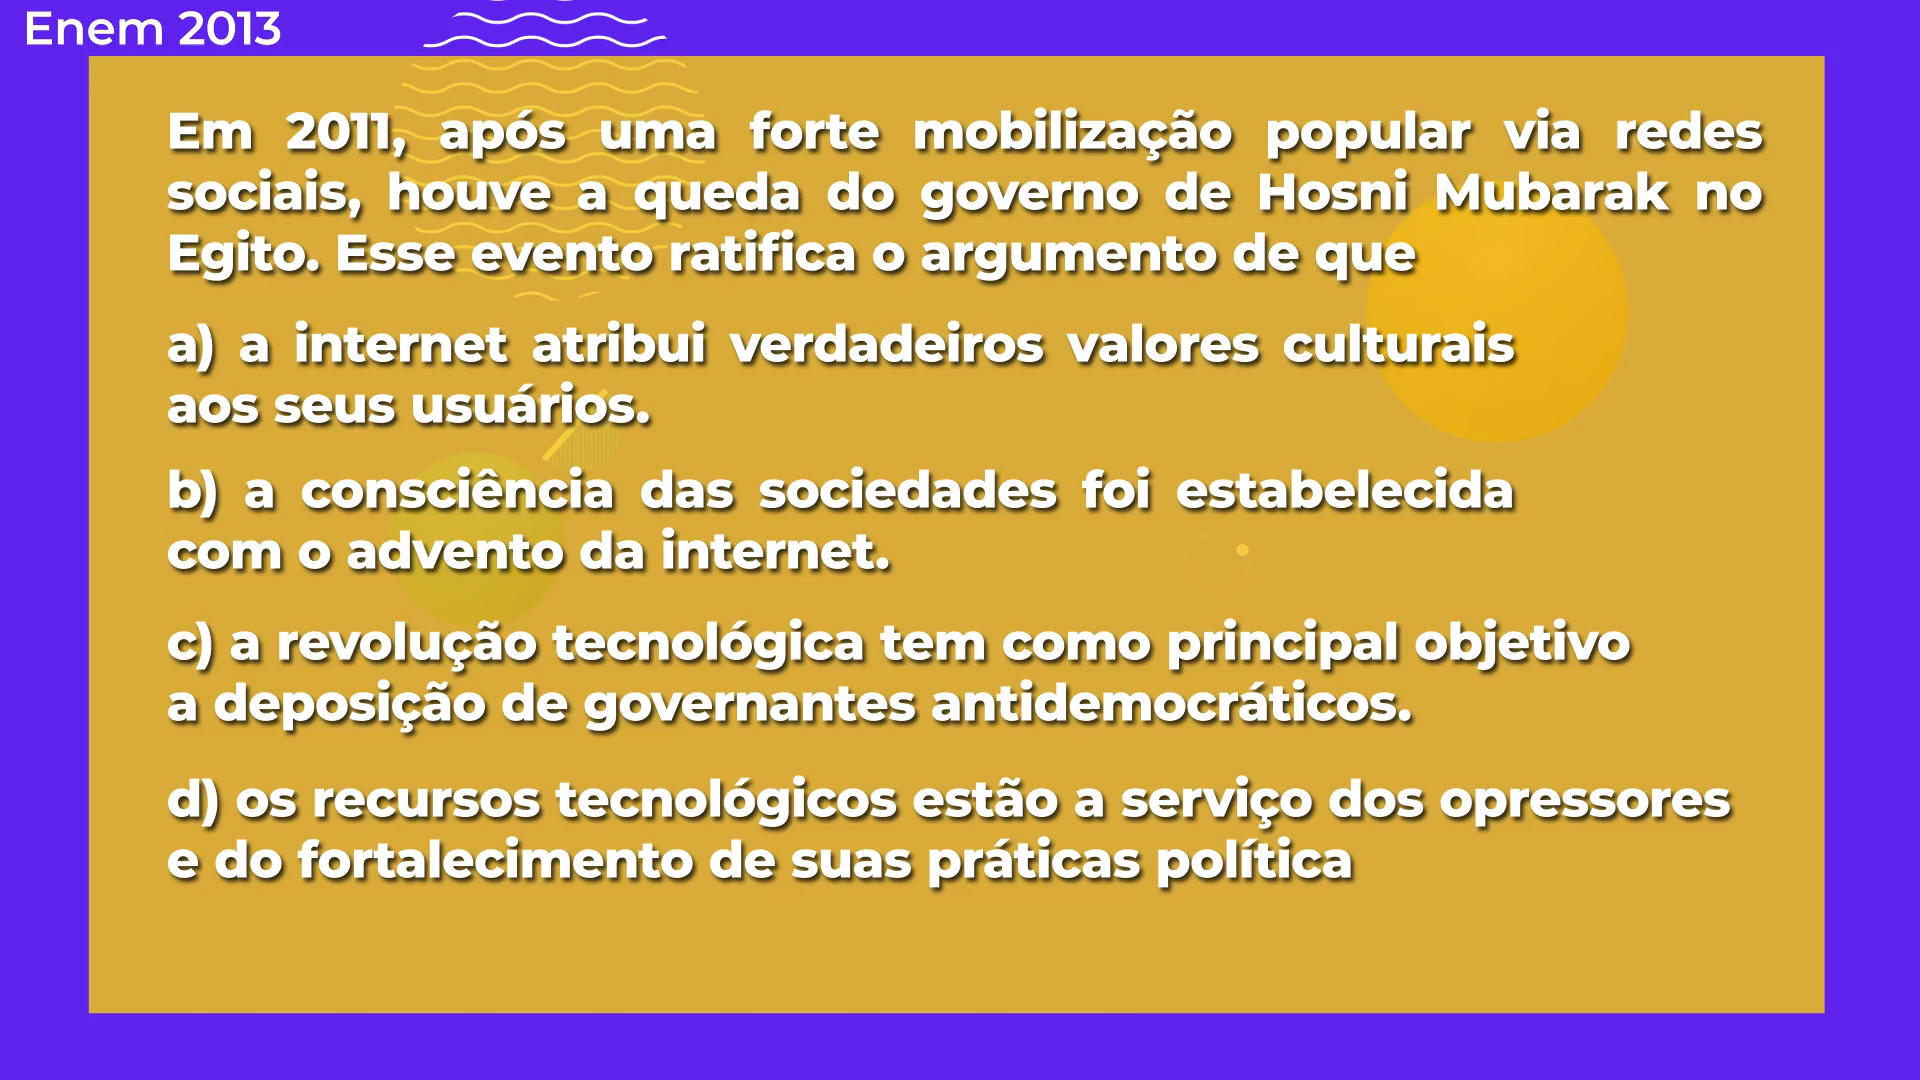 Enem 2013
Em 2011, após uma forte mobilização popular via redes
sociais, houve a queda do governo de Hosni Mubarak no
Egito. Esse evento ratifica o argumento de que
a) a internet atribui verdadeiros valores culturais
aos seus usuários.
b) a consciência das sociedades foi estabelecida
com o advento da internet.
c) a revolução tecnológica tem como principal objetivo
a deposição de governantes antidemocráticos.
d) os recursos tecnológicos estão a serviço dos opressores
e do fortalecimento de suas práticas política